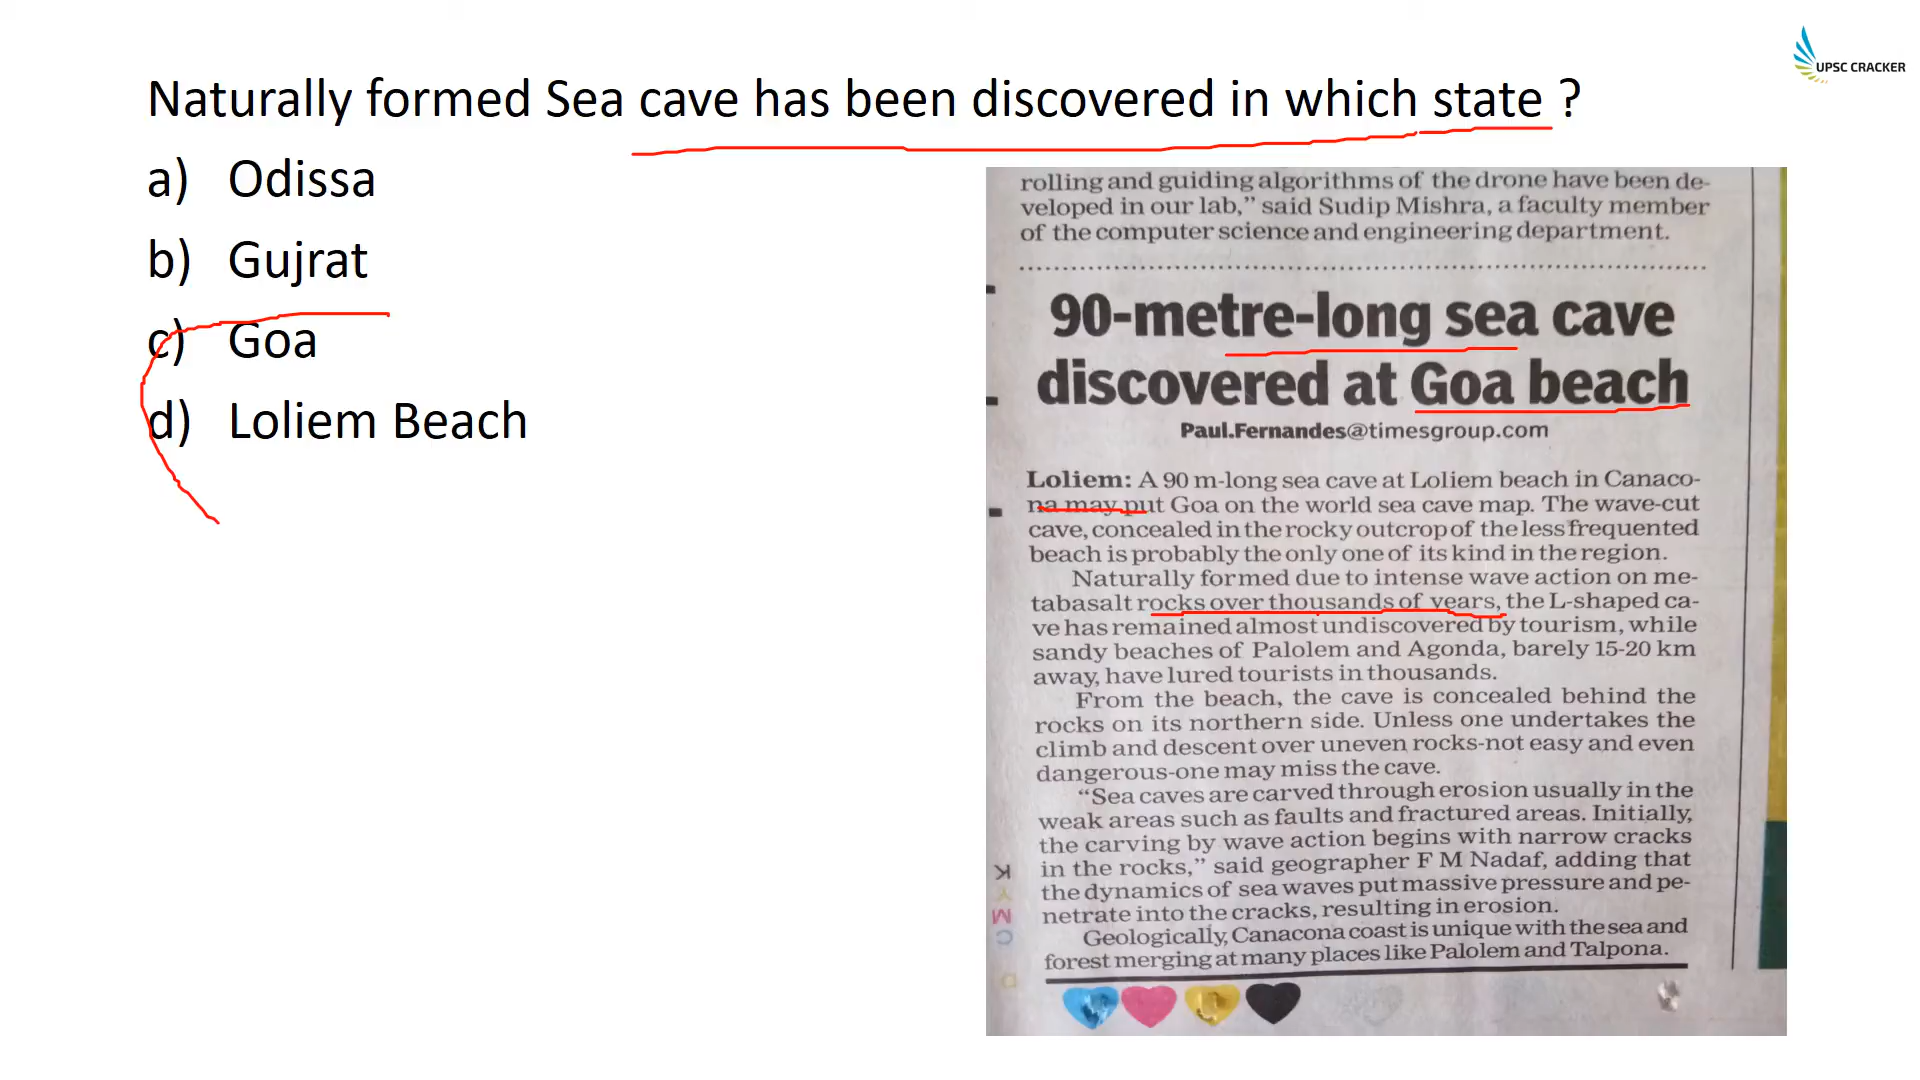 UPSC CRACKER
Naturally formed Sea cave has been discovered in which state ?
a) Odissa
b) Gujrat
c) Goa
d) Loliem Beach
rolling and guiding algorithms of the drone have been de-
veloped in our lab,” said Sudip Mishra, a faculty member
of the computer science and engineering department.
90-metre-long sea cave
discovered at Goa beach
Paul.Fernandes@timesgroup.com
Loliem: A 90 m-long sea cave at Loliem beach in Canaco-
na may put Goa on the world sea cave map. The wave-cut
cave, concealed in the rocky outcrop of the less frequented
beach is probably the only one of its kind in the region.
Naturally formed due to intense wave action on me-
tabasalt rocks over thousands of years, the L-shaped ca-
ve has remained almost undiscovered by tourism, while
sandy beaches of Palolem and Agonda, barely 15-20 km
away, have lured tourists in thousands.
From the beach, the cave is concealed behind the
rocks on its northern side. Unless one undertakes the
climb and descent over uneven rocks-not easy and even
dangerous-one may miss the cave.
“Sea caves are carved through erosion usually in the
weak areas such as faults and fractured areas. Initially,
the carving by wave action begins with narrow cracks
in the rocks,” said geographer F M Nadaf, adding that
the dynamics of sea waves put massive pressure and pe-
netrate into the cracks, resulting in erosion.
Geologically, Canacona coast is unique with the sea and
forest merging at many places like Palolem and Talpona.
K
Y
M
C